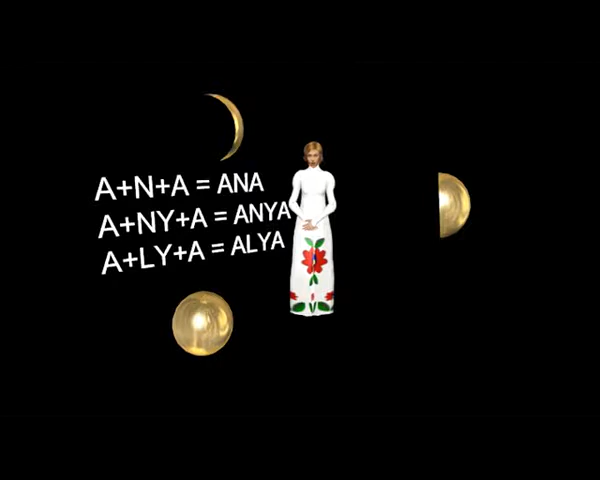 A+N+A = ANA
A+NY+A = ANYA
A+LY+A = ALYA